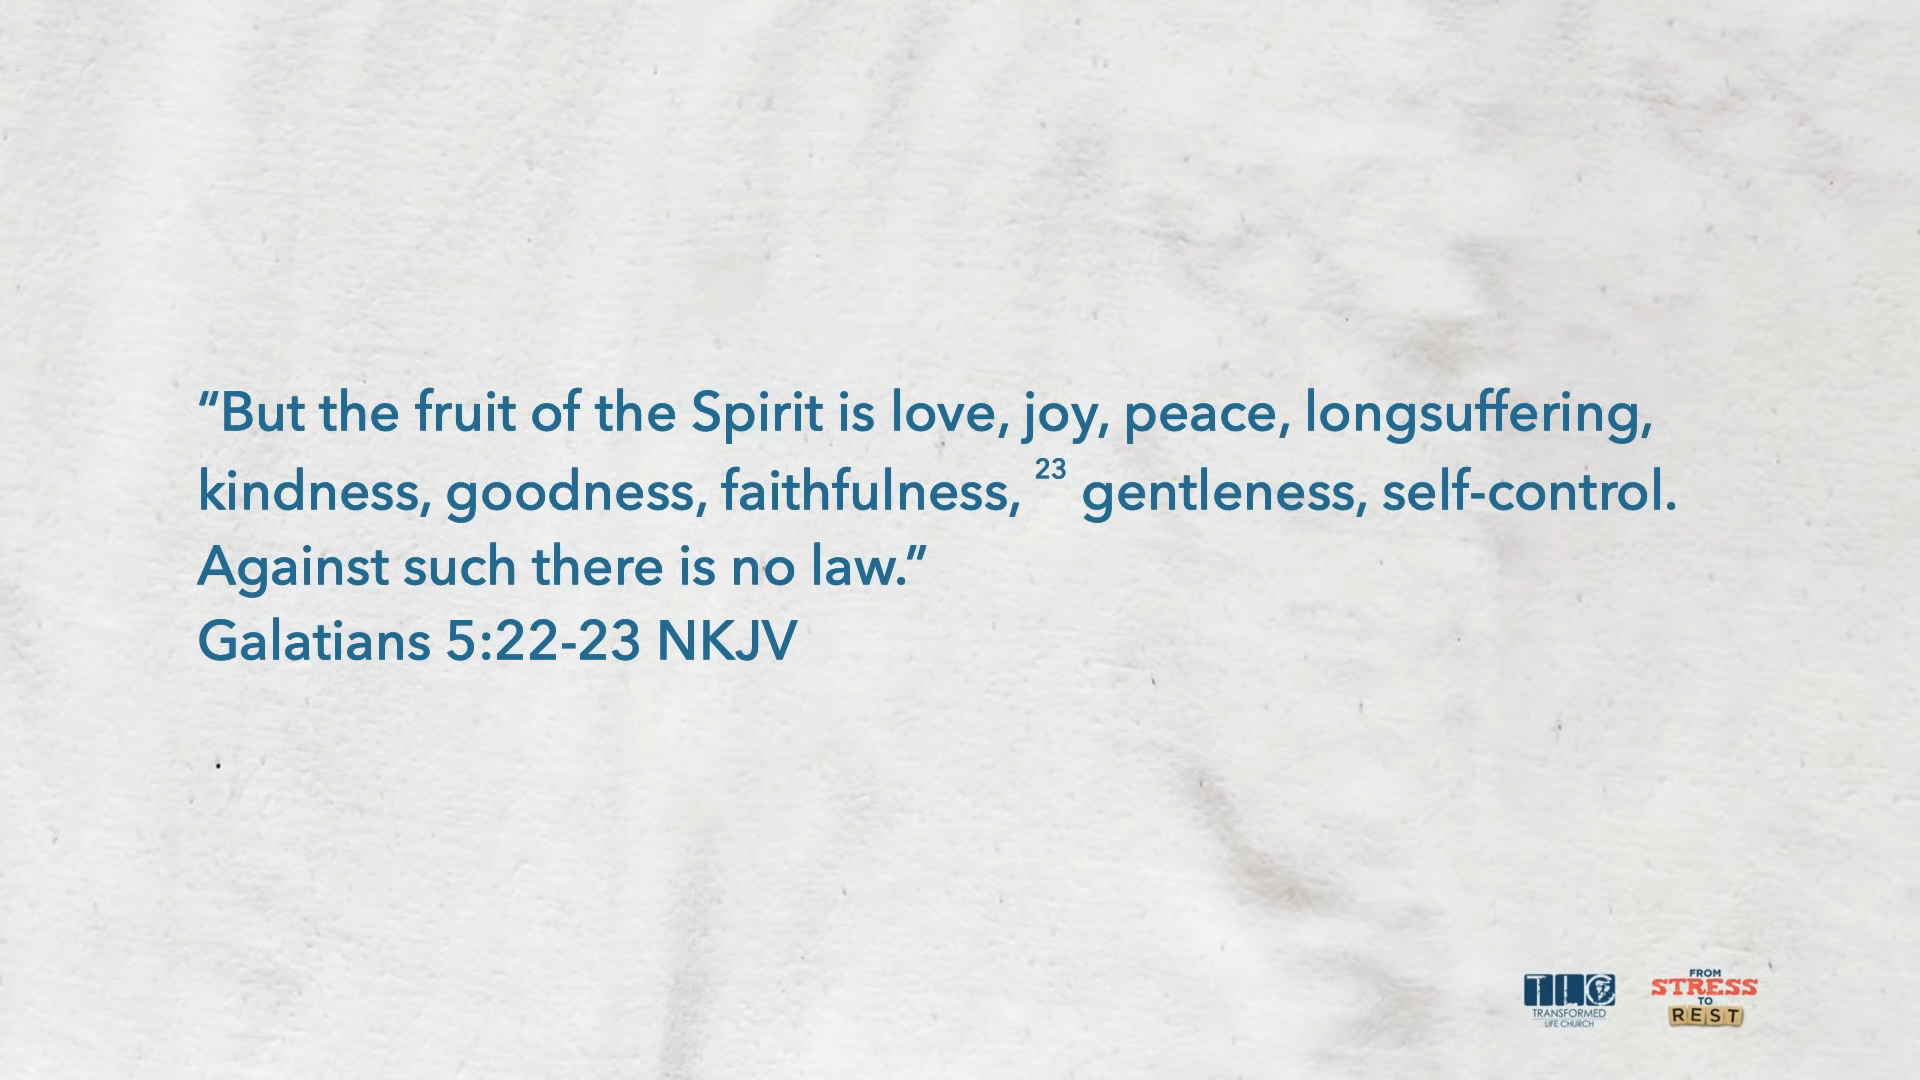 “But the fruit of the Spirit is love, joy, peace, longsuffering,
kindness, goodness, faithfulness, 23 gentleness, self-control.
Against such there is no law.”
Galatians 5:22-23 NKJV
TLC
TRANSFORMED
LIFE CHURCH
FROM
STRESS
TO
REST